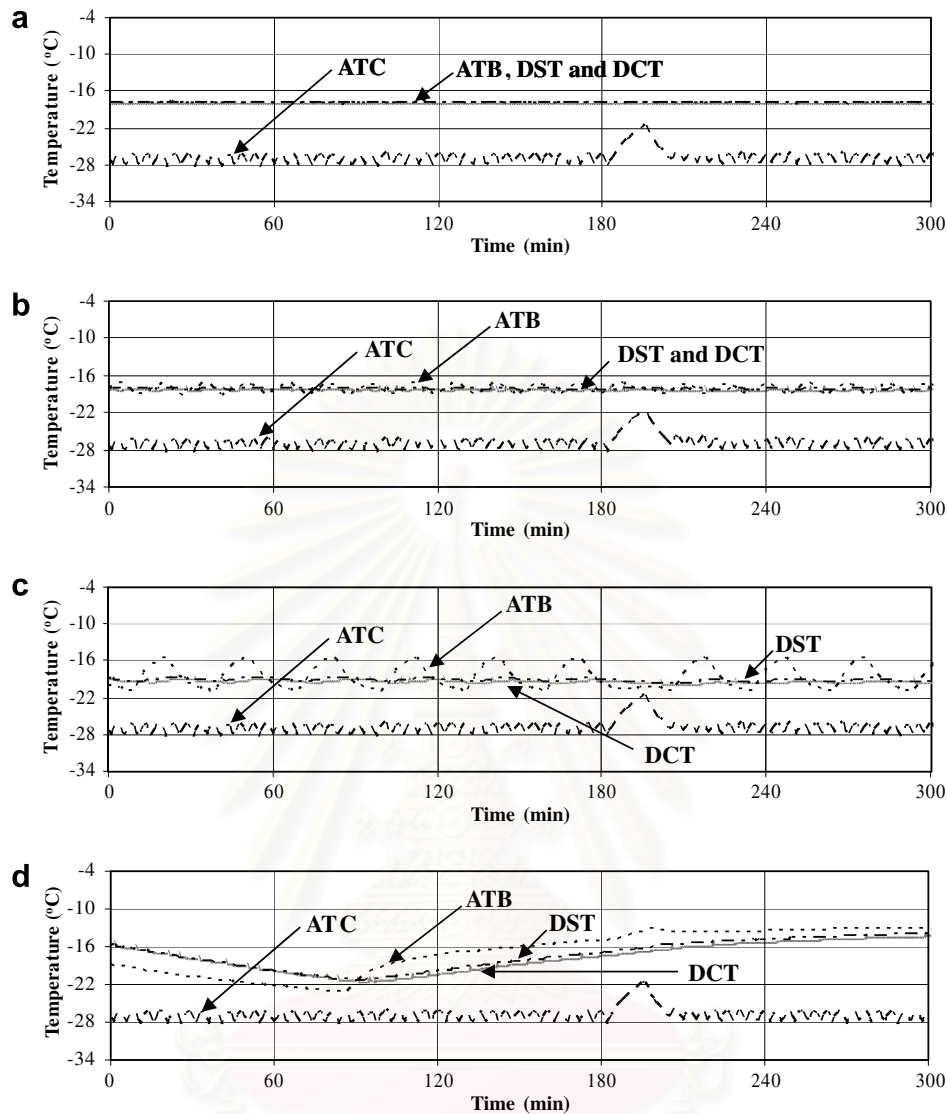 a
Temperature (°C)
-4
-10
-16
-22
-28
-34
ATC
ATB, DST and DCT
0 60 120 180 240 300
Time (min)
b
Temperature (°C)
-4
-10
-16
-22
-28
-34
ATC
ATB
DST and DCT
0 60 120 180 240 300
Time (min)
c
Temperature (°C)
-4
-10
-16
-22
-28
-34
ATC
ATB
DST
DCT
0 60 120 180 240 300
Time (min)
d
Temperature (°C)
-4
-10
-16
-22
-28
-34
ATC
ATB
DST
DCT
0 60 120 180 240 300
Time (min)